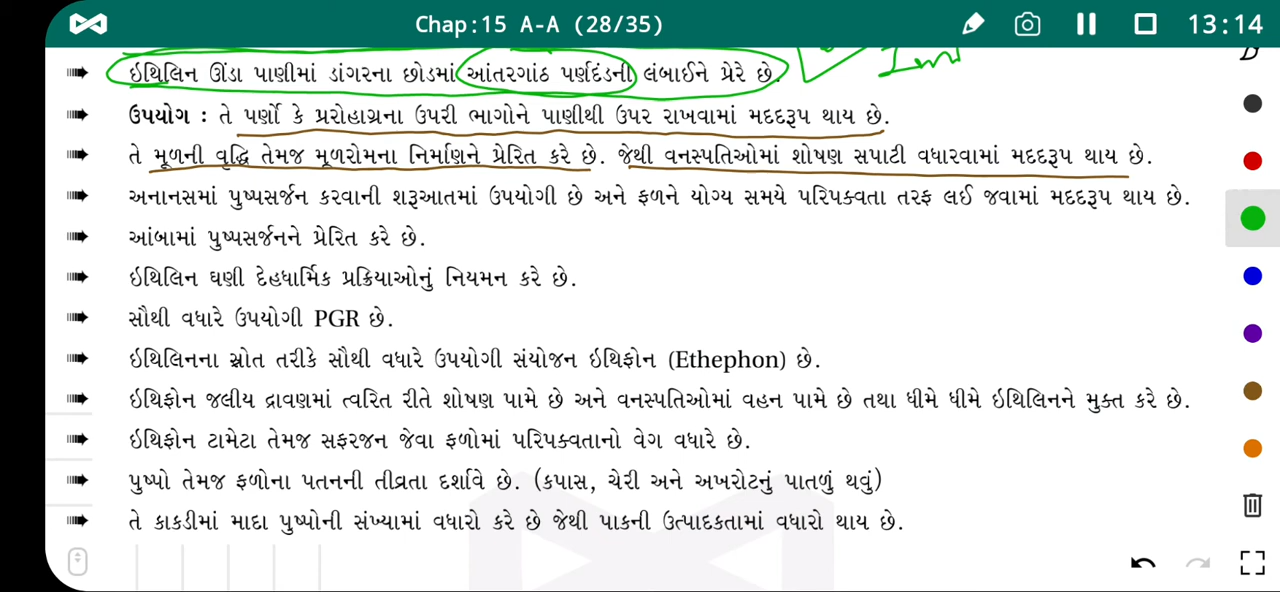 Chap:15 A-A (28/35)
13:14
ઇથિલિન ઊંડા પાણીમાં ડાંગરના છોડમાં આંતરગાંઠ પર્ણદંડની લંબાઈને પ્રેરે છે.
ઉપયોગ : તે પર્ણો કે પ્રરોહાગ્રના ઉપરી ભાગોને પાણીથી ઉપર રાખવામાં મદદરૂપ થાય છે.
તે મૂળની વૃદ્ધિ તેમજ મૂળરોમના નિર્માણને પ્રેરિત કરે છે. જેથી વનસ્પતિઓમાં શોષણ સપાટી વધારવામાં મદદરૂપ થાય છે.
અનાનસમાં પુષ્પસર્જન કરવાની શરૂઆતમાં ઉપયોગી છે અને ફળને યોગ્ય સમયે પરિપક્વતા તરફ લઈ જવામાં મદદરૂપ થાય છે.
આંબામાં પુષ્પસર્જનને પ્રેરિત કરે છે.
ઇથિલિન ઘણી દેહધાર્મિક પ્રક્રિયાઓનું નિયમન કરે છે.
સૌથી વધારે ઉપયોગી PGR છે.
ઇથિલિનના સ્રોત તરીકે સૌથી વધારે ઉપયોગી સંયોજન ઇથિફોન (Ethephon) છે.
ઇથિફોન જલીય દ્રાવણમાં ત્વરિત રીતે શોષણ પામે છે અને વનસ્પતિઓમાં વહન પામે છે તથા ધીમે ધીમે ઇથિલિનને મુક્ત કરે છે.
ઇથિફોન ટામેટા તેમજ સફરજન જેવા ફળોમાં પરિપક્વતાનો વેગ વધારે છે.
પુષ્પો તેમજ ફળોના પતનની તીવ્રતા દર્શાવે છે. (કપાસ, ચેરી અને અખરોટનું પાતળું થવું)
તે કાકડીમાં માદા પુષ્પોની સંખ્યામાં વધારો કરે છે જેથી પાકની ઉત્પાદકતામાં વધારો થાય છે.